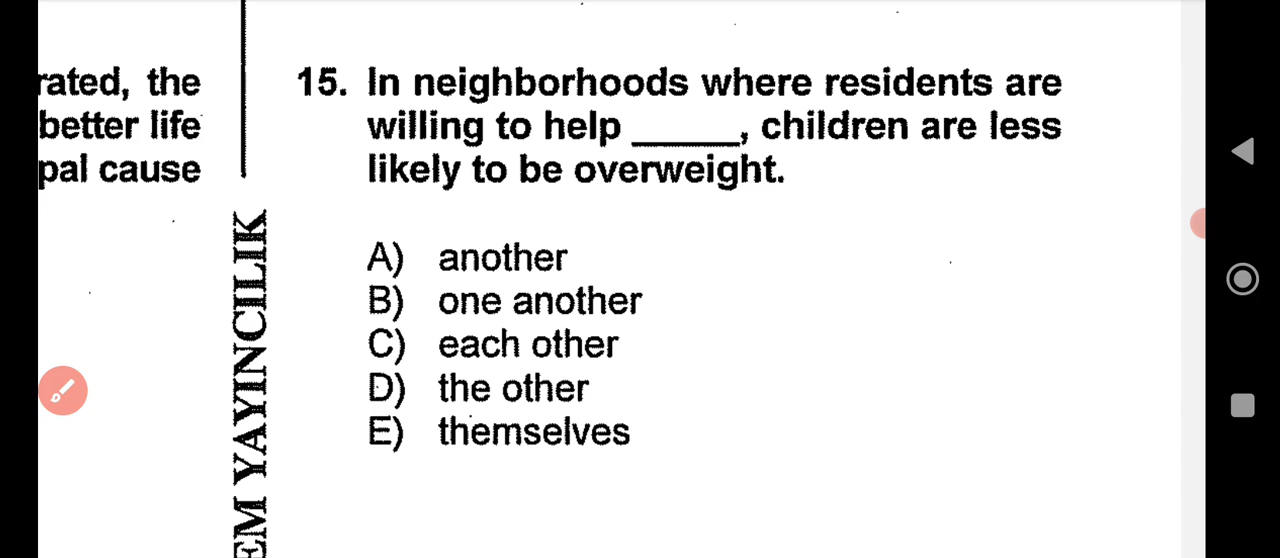 rated, the
better life
pal cause
EM YAYINCILIK
15. In neighborhoods where residents are
willing to help _____, children are less
likely to be overweight.
A) another
B) one another
C) each other
D) the other
E) themselves